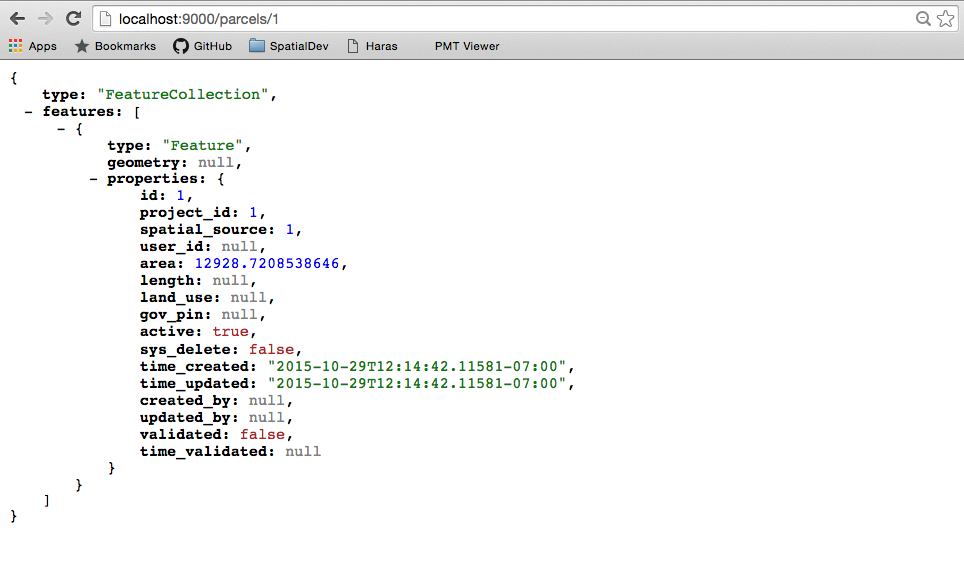 localhost:9000/parcels/1
Apps Bookmarks GitHub SpatialDev Haras PMT Viewer
{
type: "FeatureCollection",
- features: [
- {
type: "Feature",
geometry: null,
- properties: {
id: 1,
project_id: 1,
spatial_source: 1,
user_id: null,
area: 12928.7208538646,
length: null,
land_use: null,
gov_pin: null,
active: true,
sys_delete: false,
time_created: "2015-10-29T12:14:42.11581-07:00",
time_updated: "2015-10-29T12:14:42.11581-07:00",
created_by: null,
updated_by: null,
validated: false,
time_validated: null
}
}
]
}